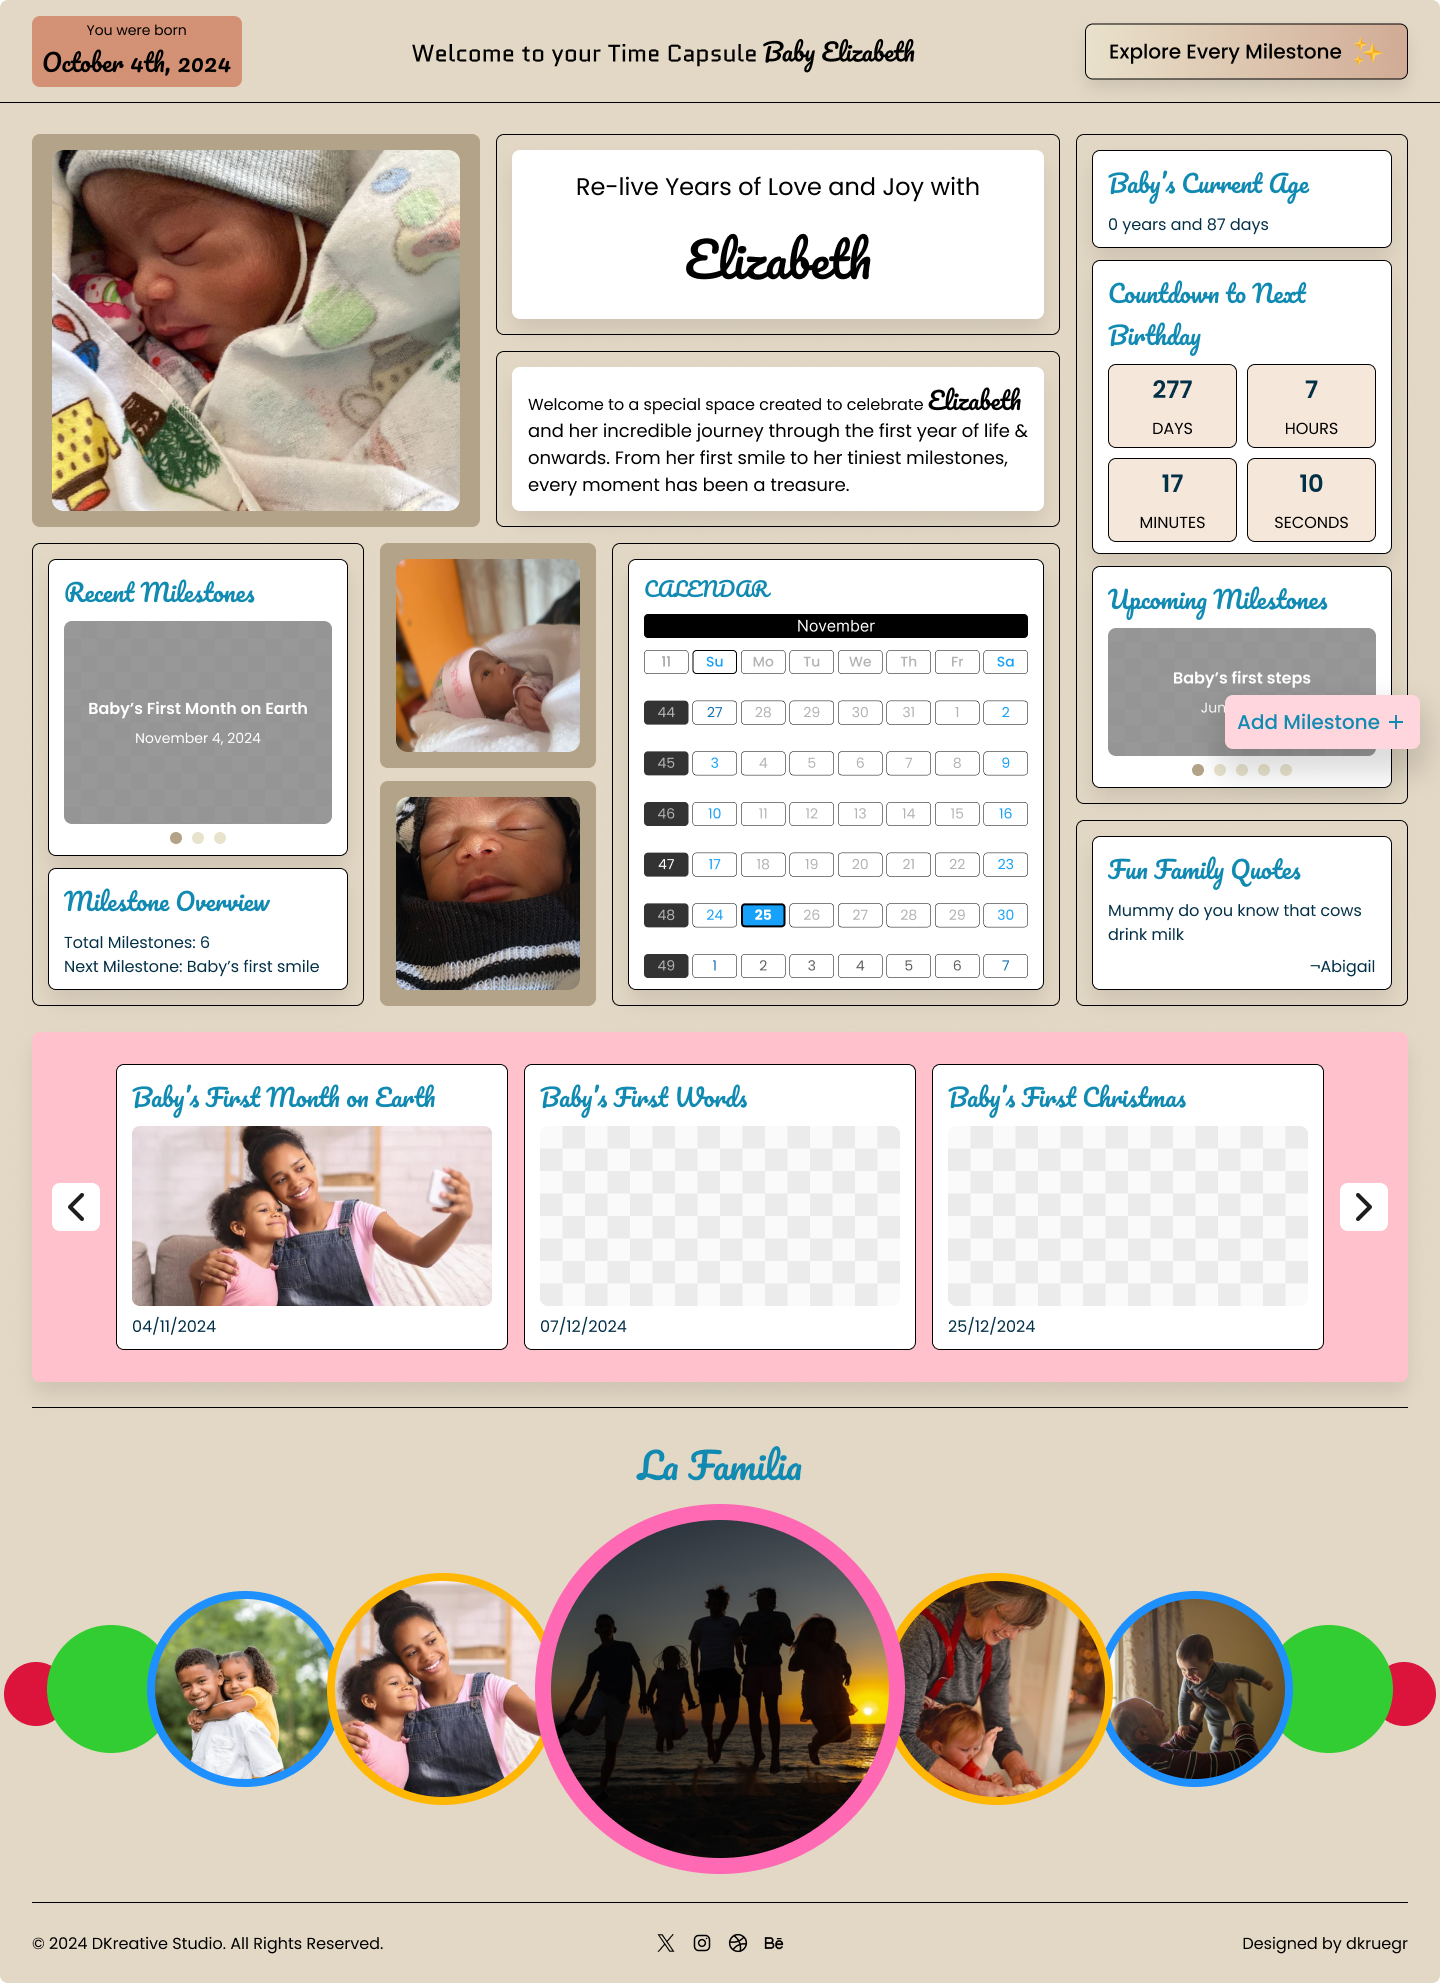 You were born
October 4th, 2024
Welcome to your Time Capsule Baby Elizabeth
Explore Every Milestone
Re-live Years of Love and Joy with
Elizabeth
Welcome to a special space created to celebrate Elizabeth
and her incredible journey through the first year of life &
onwards. From her first smile to her tiniest milestones,
every moment has been a treasure.
Baby's Current Age
0 years and 87 days
Countdown to Next
Birthday
277
DAYS
7
HOURS
17
MINUTES
10
SECONDS
Upcoming Milestones
Baby's first steps
Add Milestone +
Recent Milestones
Baby's First Month on Earth
November 4, 2024
Milestone Overview
Total Milestones: 6
Next Milestone: Baby's first smile
CALENDAR
November
11 Su Mo Tu We Th Fr Sa
44 27 28 29 30 31 1 2
45 3 4 5 6 7 8 9
46 10 11 12 13 14 15 16
47 17 18 19 20 21 22 23
48 24 25 26 27 28 29 30
49 1 2 3 4 5 6 7
Fun Family Quotes
Mummy do you know that cows
drink milk
¬Abigail
Baby's First Month on Earth
04/11/2024
Baby's First Words
07/12/2024
Baby's First Christmas
25/12/2024
La Familia
© 2024 DKreative Studio. All Rights Reserved.
Bē
Designed by dkruegr